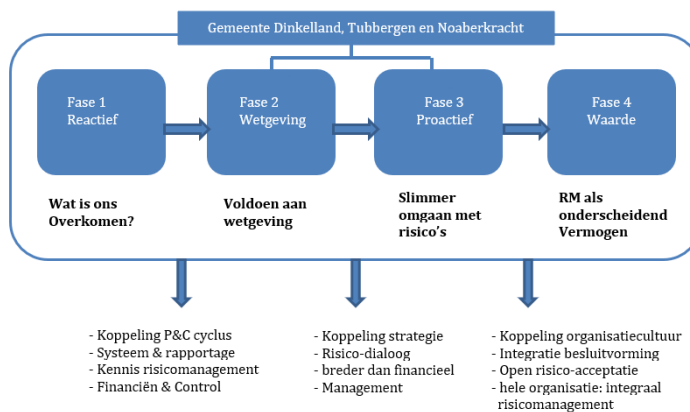 Gemeente Dinkelland, Tubbergen en Noaberkracht
Fase 1
Reactief
Fase 2
Wetgeving
Fase 3
Proactief
Fase 4
Waarde
Wat is ons
Overkomen?
Voldoen aan
wetgeving
Slimmer
omgaan met
risico's
RM als
onderscheidend
Vermogen
- Koppeling P&C cyclus
- Systeem & rapportage
- Kennis risicomanagement
- Financiën & Control
- Koppeling strategie
- Risico-dialoog
- breder dan financieel
- Management
- Koppeling organisatiecultuur
- Integratie besluitvorming
- Open risico-acceptatie
- hele organisatie: integraal
risicomanagement